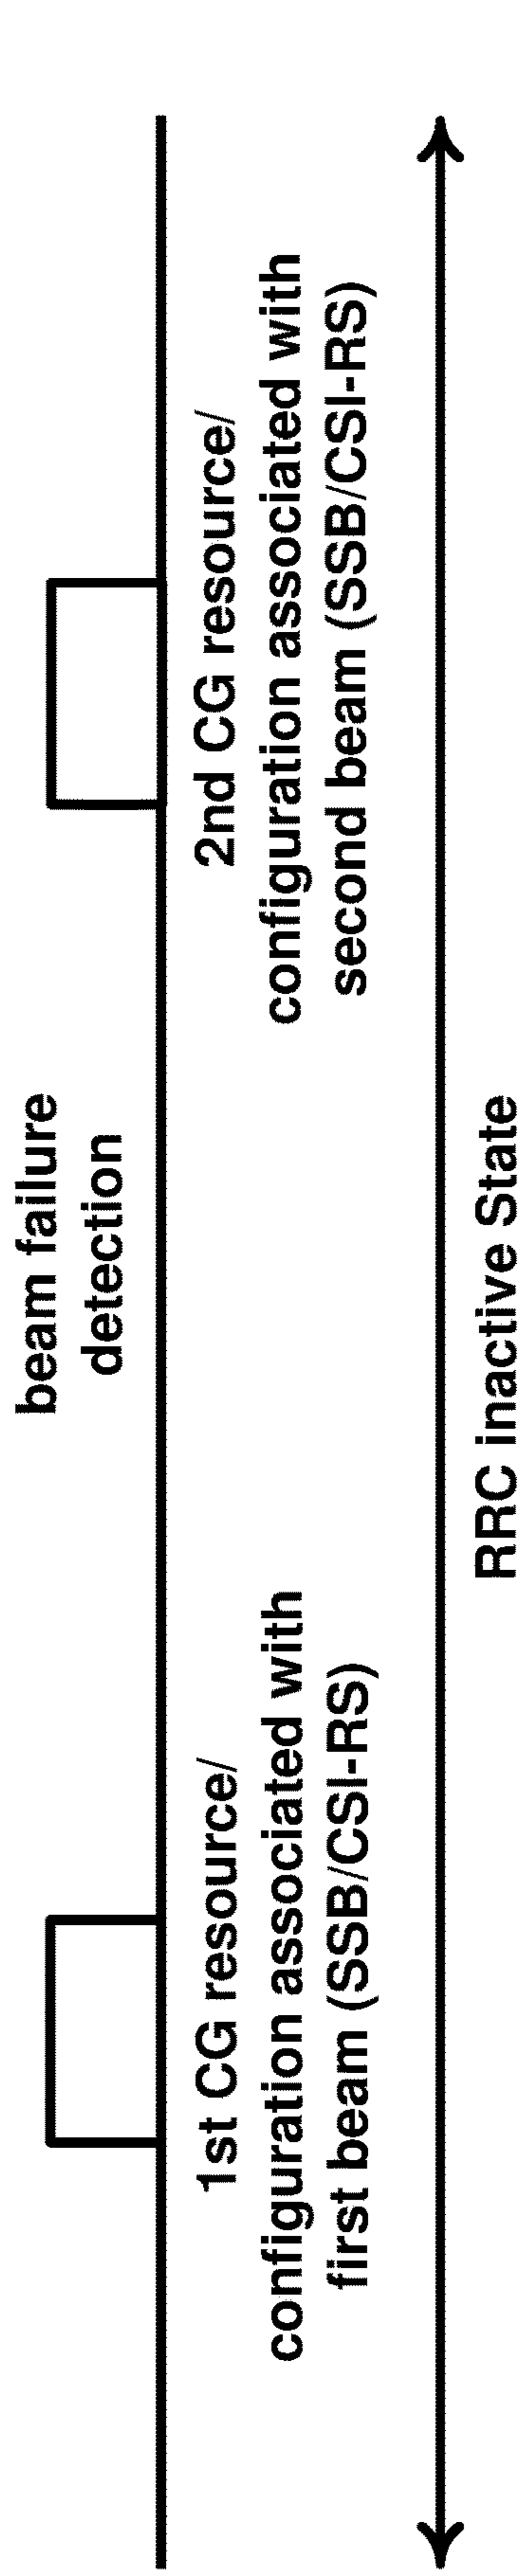 beam failure
detection
1st CG resource/
configuration associated with
first beam (SSB/CSI-RS)
2nd CG resource/
configuration associated with
second beam (SSB/CSI-RS)
RRC inactive State